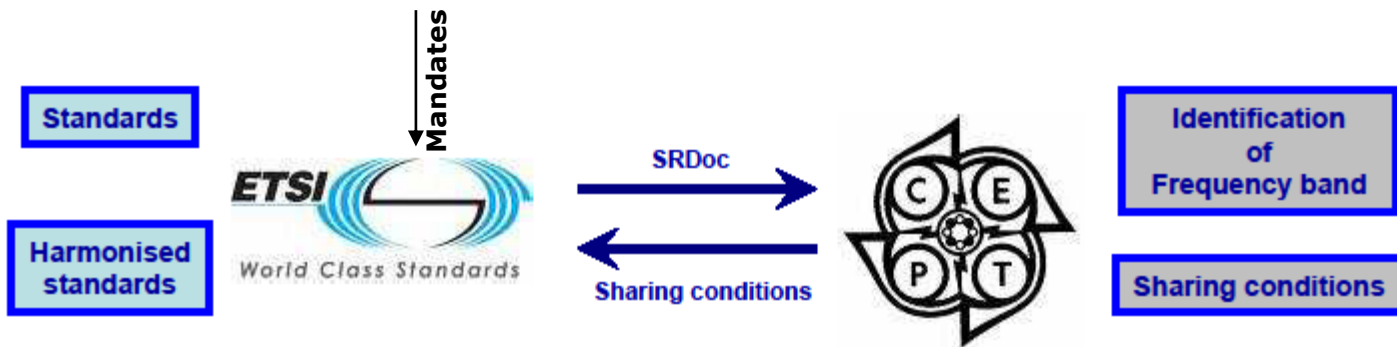 Mandates
Standards
Harmonised
standards
ETSI
World Class Standards
SRDoc
Sharing conditions
C E
P T
Identification
of
Frequency band
Sharing conditions